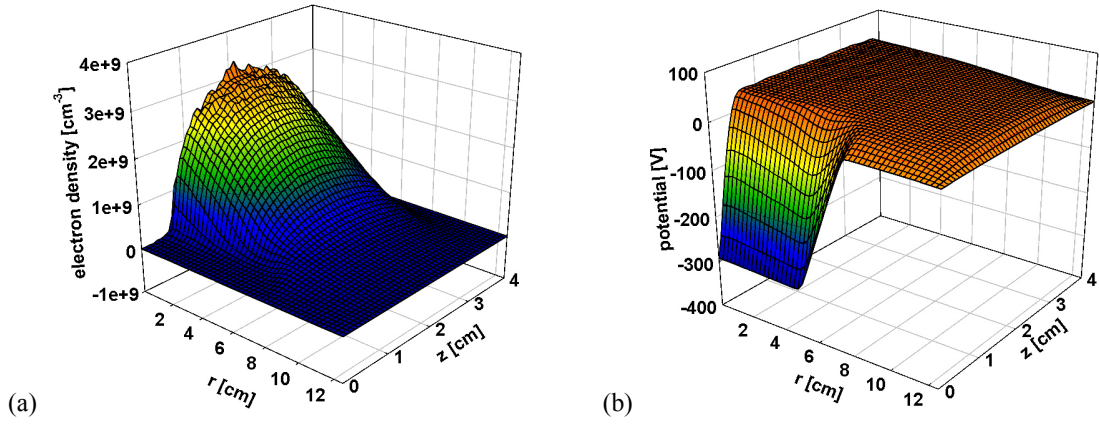 4e+9
3e+9
2e+9
1e+9
0
-1e+9
electron density [cm-3]
2
4
6
8
10
12
r [cm]
0
1
2
3
4
z [cm]
(a)
100
0
-100
-200
-300
-400
potential [V]
2
4
6
8
10
12
r [cm]
0
1
2
3
4
z [cm]
(b)